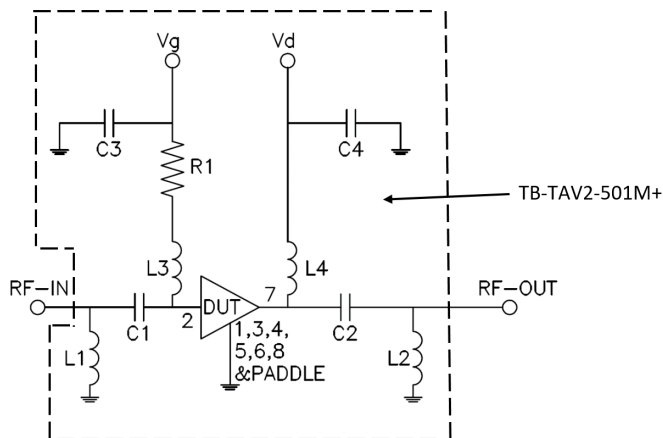 Vg
Vd
C3
C4
R1
TB-TAV2-501M+
L3
L4
RF-IN
RF-OUT
DUT
7
2
C1
C2
1,3,4,
5,6,8
&PADDLE
L1
L2